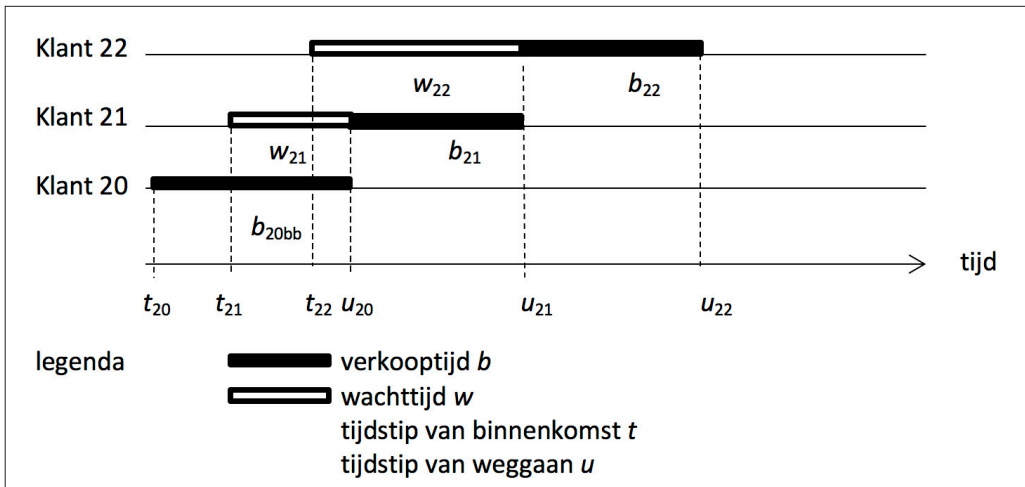 Klant 22
w22 b22
Klant 21
w21 b21
Klant 20
b20bb
tijd
t20 t21 t22 u20 u21 u22
legenda verkooptijd b
wachttijd w
tijdstip van binnenkomst t
tijdstip van weggaan u